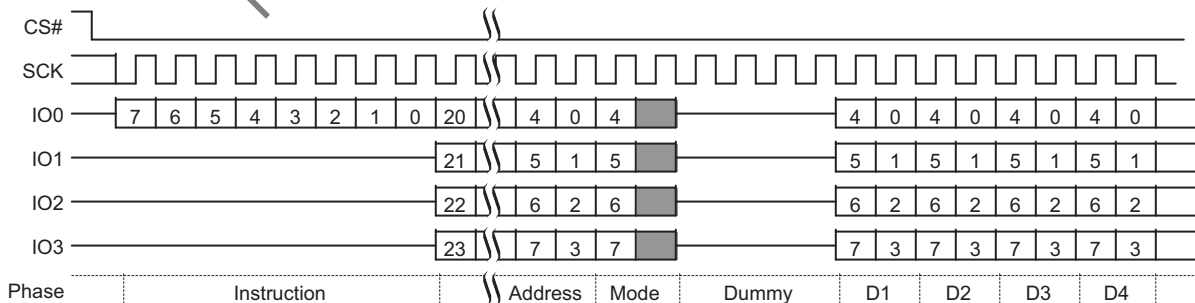 CS#
SCK
IO0 7 6 5 4 3 2 1 0 20 4 0 4 4 0 4 0 4 0 4 0
IO1 21 5 1 5 5 1 5 1 5 1 5 1
IO2 22 6 2 6 6 2 6 2 6 2 6 2
IO3 23 7 3 7 7 3 7 3 7 3 7 3
Phase Instruction Address Mode Dummy D1 D2 D3 D4